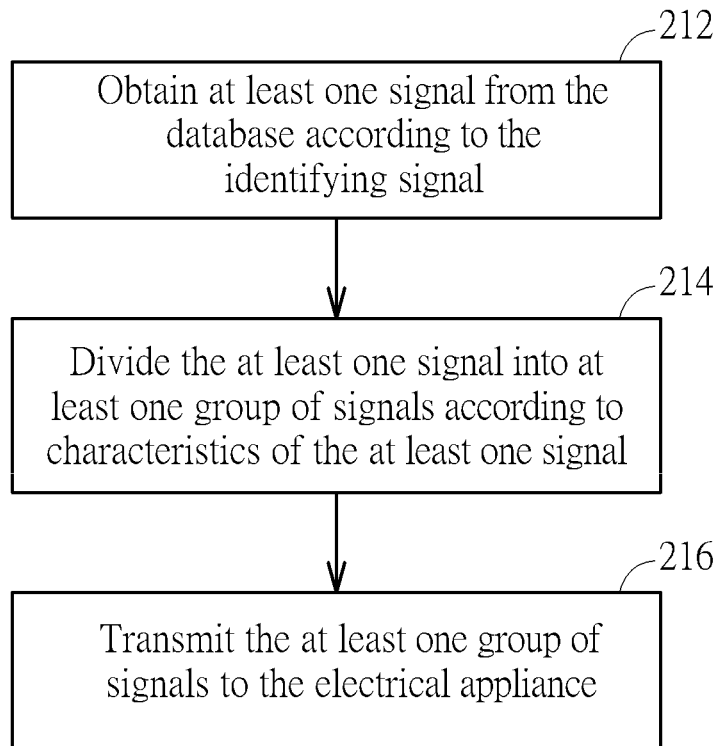 212
Obtain at least one signal from the
database according to the
identifying signal
214
Divide the at least one signal into at
least one group of signals according to
characteristics of the at least one signal
216
Transmit the at least one group of
signals to the electrical appliance